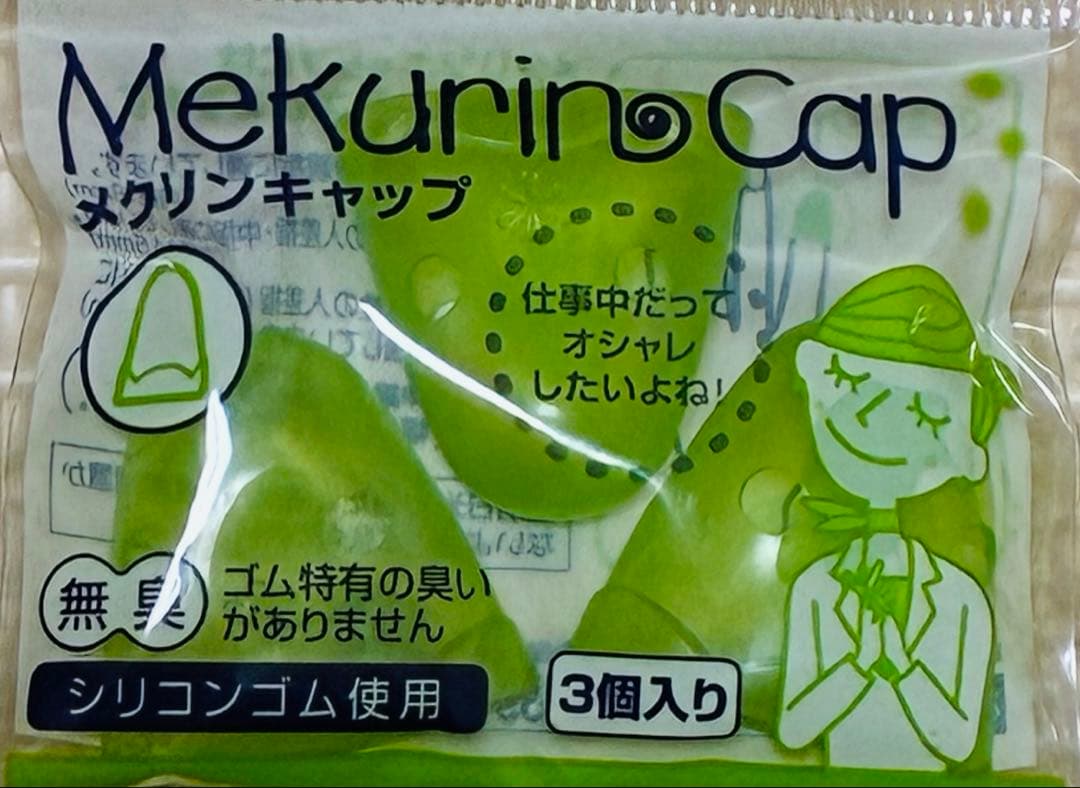 Mekurin Cap
メクリンキャップ
仕事中だって
オシャレ
したいよね!
無臭
ゴム特有の臭い
がありません
シリコンゴム使用
3個入り